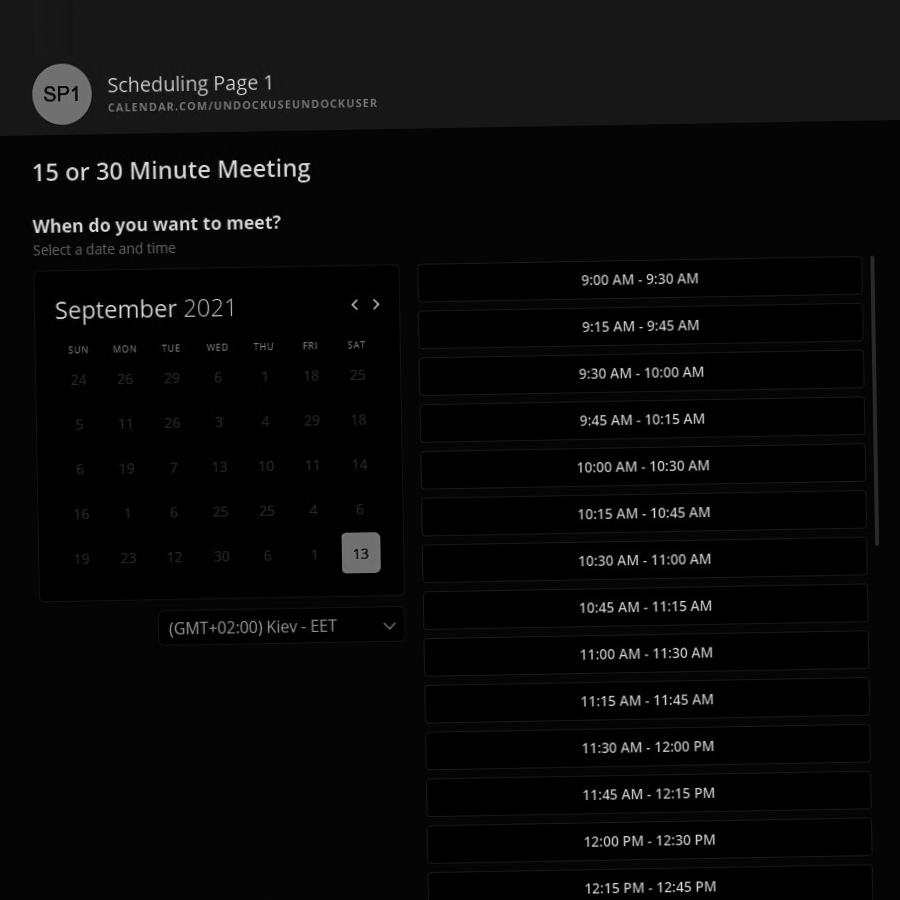 SP1
Scheduling Page 1
CALENDAR.COM/UNDOCKUSEUNDOCKUSER
15 or 30 Minute Meeting
When do you want to meet?
Select a date and time
September 2021
SUN MON TUE WED THU FRI SAT
24 26 29 6 1 18 25
5 11 26 3 4 29 18
6 19 7 13 10 11 14
16 1 6 25 25 4 6
19 23 12 30 6 1 13
(GMT+02:00) Kiev - EET
9:00 AM - 9:30 AM
9:15 AM - 9:45 AM
9:30 AM - 10:00 AM
9:45 AM - 10:15 AM
10:00 AM - 10:30 AM
10:15 AM - 10:45 AM
10:30 AM - 11:00 AM
10:45 AM - 11:15 AM
11:00 AM - 11:30 AM
11:15 AM - 11:45 AM
11:30 AM - 12:00 PM
11:45 AM - 12:15 PM
12:00 PM - 12:30 PM
12:15 PM - 12:45 PM